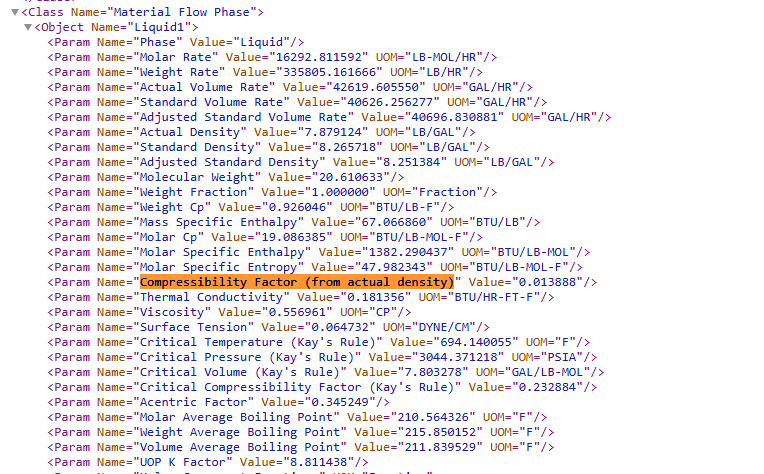 <Class Name="Material Flow Phase">
<Object Name="Liquid1">
<Param Name="Phase" Value="Liquid"/>
<Param Name="Molar Rate" Value="16292.811592" UOM="LB-MOL/HR"/>
<Param Name="Weight Rate" Value="335805.161666" UOM="LB/HR"/>
<Param Name="Actual Volume Rate" Value="42619.605550" UOM="GAL/HR"/>
<Param Name="Standard Volume Rate" Value="40626.256277" UOM="GAL/HR"/>
<Param Name="Adjusted Standard Volume Rate" Value="40696.830881" UOM="GAL/HR"/>
<Param Name="Actual Density" Value="7.879124" UOM="LB/GAL"/>
<Param Name="Standard Density" Value="8.265718" UOM="LB/GAL"/>
<Param Name="Adjusted Standard Density" Value="8.251384" UOM="LB/GAL"/>
<Param Name="Molecular Weight" Value="20.610633"/>
<Param Name="Weight Fraction" Value="1.000000" UOM="Fraction"/>
<Param Name="Weight Cp" Value="0.926046" UOM="BTU/LB-F"/>
<Param Name="Mass Specific Enthalpy" Value="67.066860" UOM="BTU/LB"/>
<Param Name="Molar Cp" Value="19.086385" UOM="BTU/LB-MOL-F"/>
<Param Name="Molar Specific Enthalpy" Value="1382.290437" UOM="BTU/LB-MOL"/>
<Param Name="Molar Specific Entropy" Value="47.982343" UOM="BTU/LB-MOL-F"/>
<Param Name="Compressibility Factor (from actual density)" Value="0.013888"/>
<Param Name="Thermal Conductivity" Value="0.181356" UOM="BTU/HR-FT-F"/>
<Param Name="Viscosity" Value="0.556961" UOM="CP"/>
<Param Name="Surface Tension" Value="0.064732" UOM="DYNE/CM"/>
<Param Name="Critical Temperature (Kay's Rule)" Value="694.140055" UOM="F"/>
<Param Name="Critical Pressure (Kay's Rule)" Value="3044.371218" UOM="PSIA"/>
<Param Name="Critical Volume (Kay's Rule)" Value="7.803278" UOM="GAL/LB-MOL"/>
<Param Name="Critical Compressibility Factor (Kay's Rule)" Value="0.232884"/>
<Param Name="Acentric Factor" Value="0.345249"/>
<Param Name="Molar Average Boiling Point" Value="210.564326" UOM="F"/>
<Param Name="Weight Average Boiling Point" Value="215.850152" UOM="F"/>
<Param Name="Volume Average Boiling Point" Value="211.839529" UOM="F"/>
<Param Name="UOP K Factor" Value="8.811438"/>